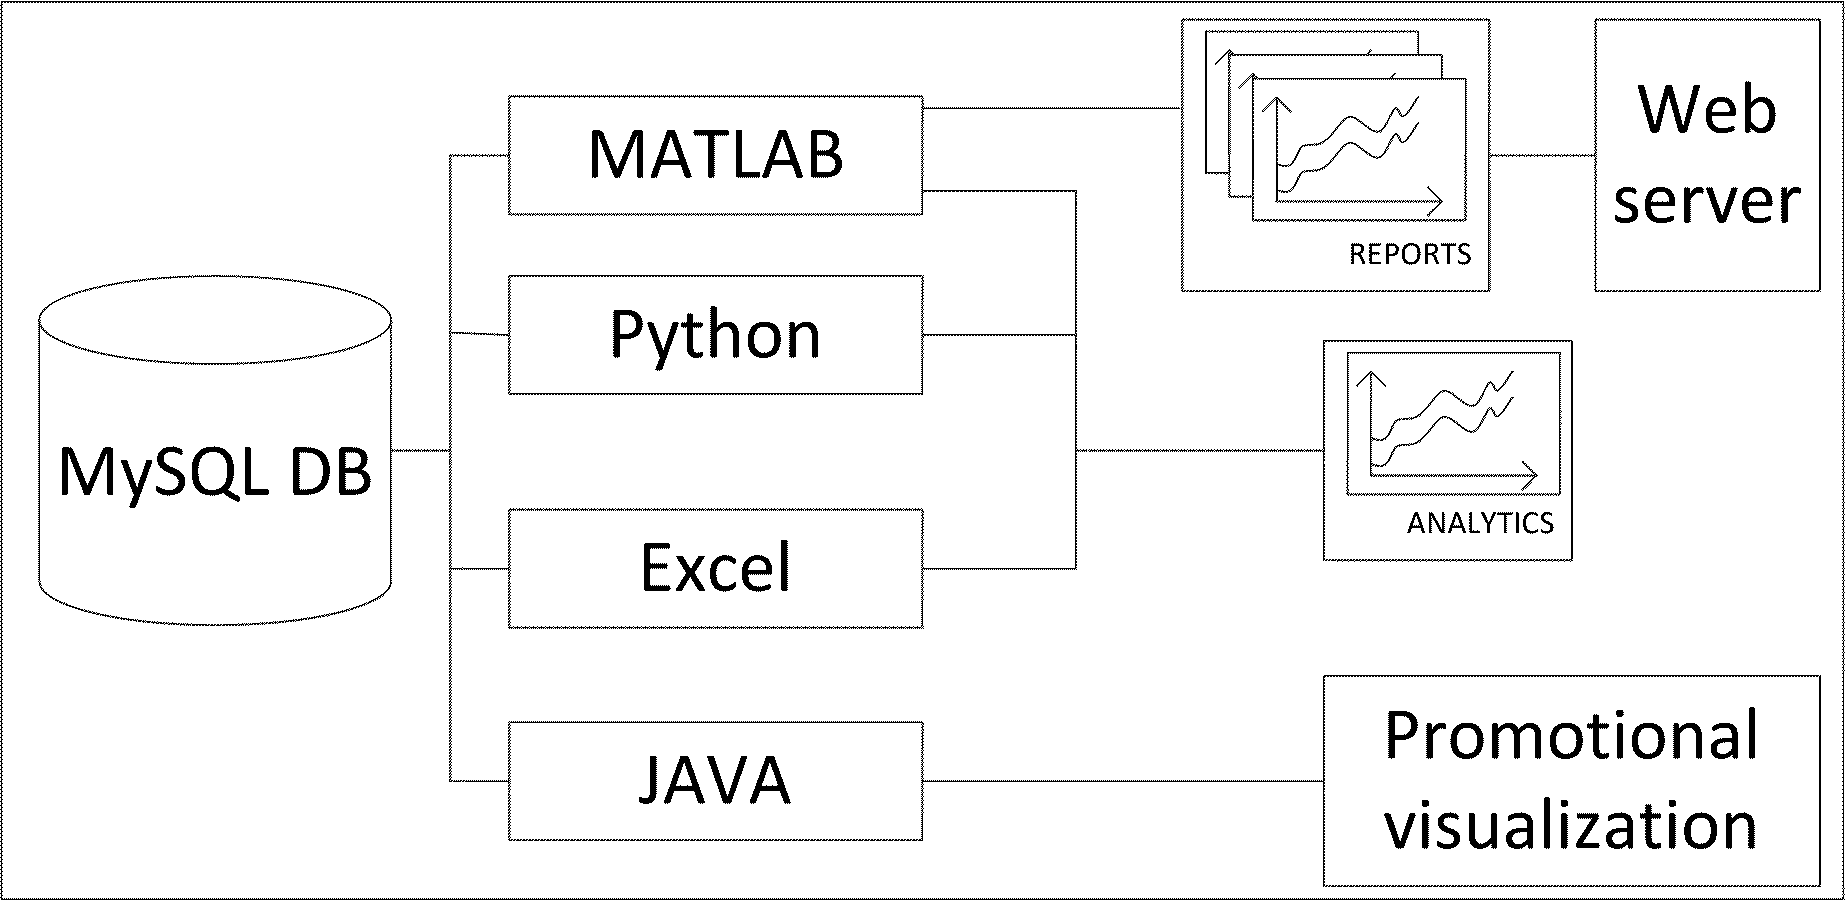 MySQL DB
MATLAB
Python
Excel
JAVA
REPORTS
Web
server
ANALYTICS
Promotional
visualization